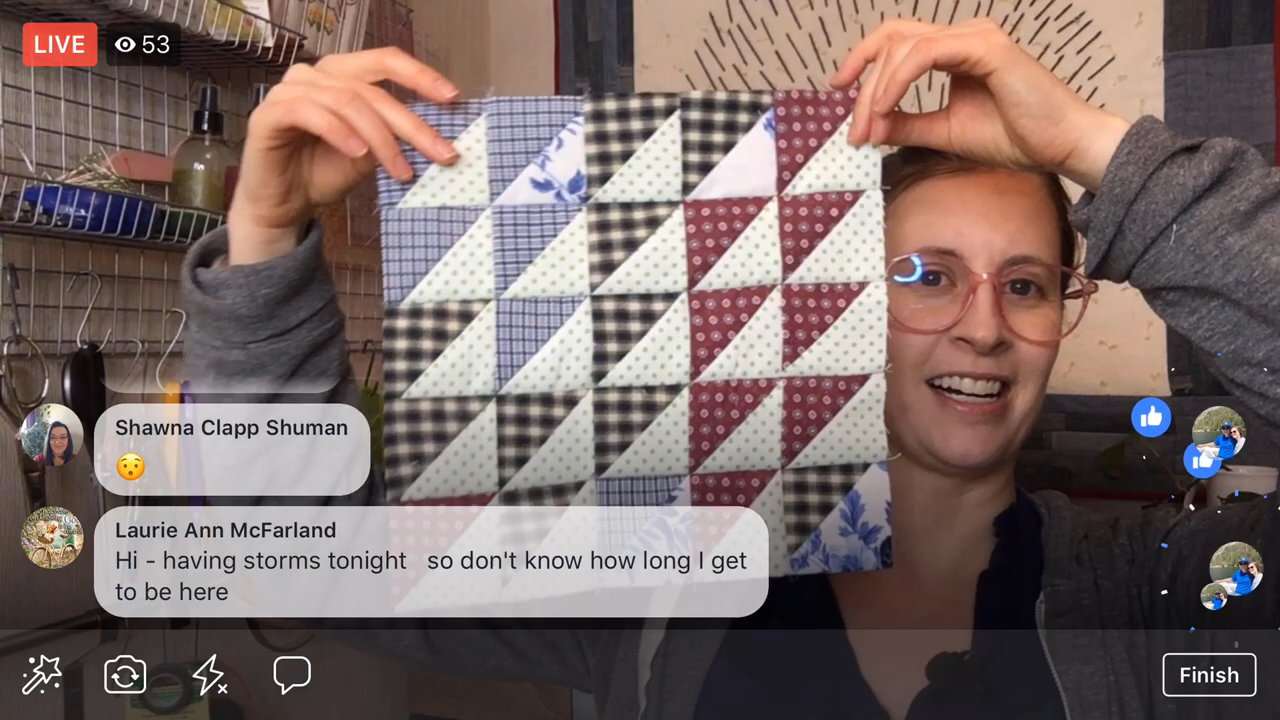 LIVE 53
Shawna Clapp Shuman
😯
Laurie Ann McFarland
Hi - having storms tonight   so don't know how long I get
to be here
Finish